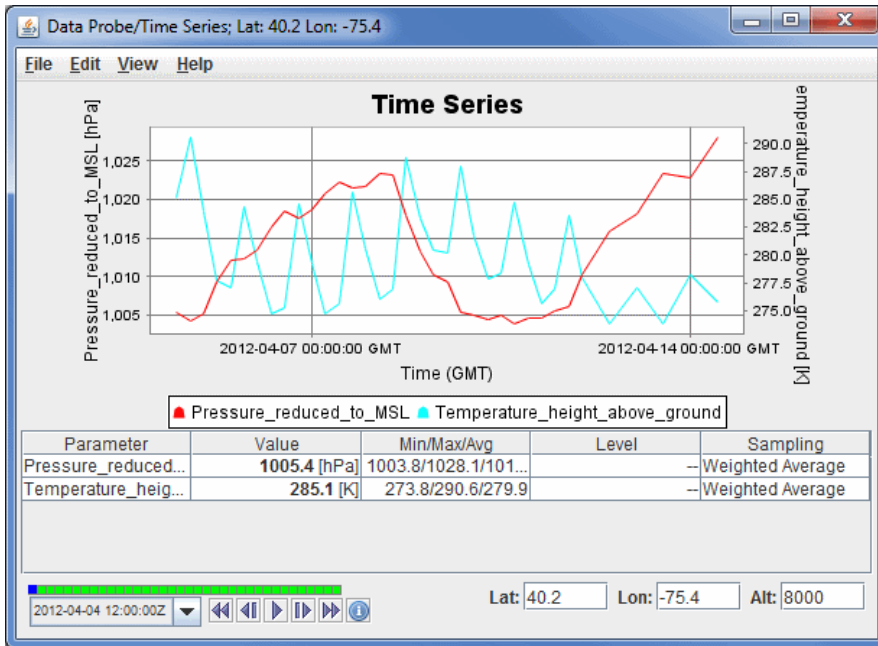 Data Probe/Time Series; Lat: 40.2 Lon: -75.4
File Edit View Help
Time Series
Pressure_reduced_to_MSL [hPa]
1,025
1,020
1,015
1,010
1,005
290.0
287.5
285.0
282.5
280.0
277.5
275.0
emperature_height_above_ground [K]
2012-04-07 00:00:00 GMT 2012-04-14 00:00:00 GMT
Time (GMT)
Pressure_reduced_to_MSL Temperature_height_above_ground
Parameter Value Min/Max/Avg Level Sampling
Pressure_reduced... 1005.4 [hPa] 1003.8/1028.1/101... -- Weighted Average
Temperature_heig... 285.1 [K] 273.8/290.6/279.9 -- Weighted Average
2012-04-04 12:00:00Z Lat: 40.2 Lon: -75.4 Alt: 8000